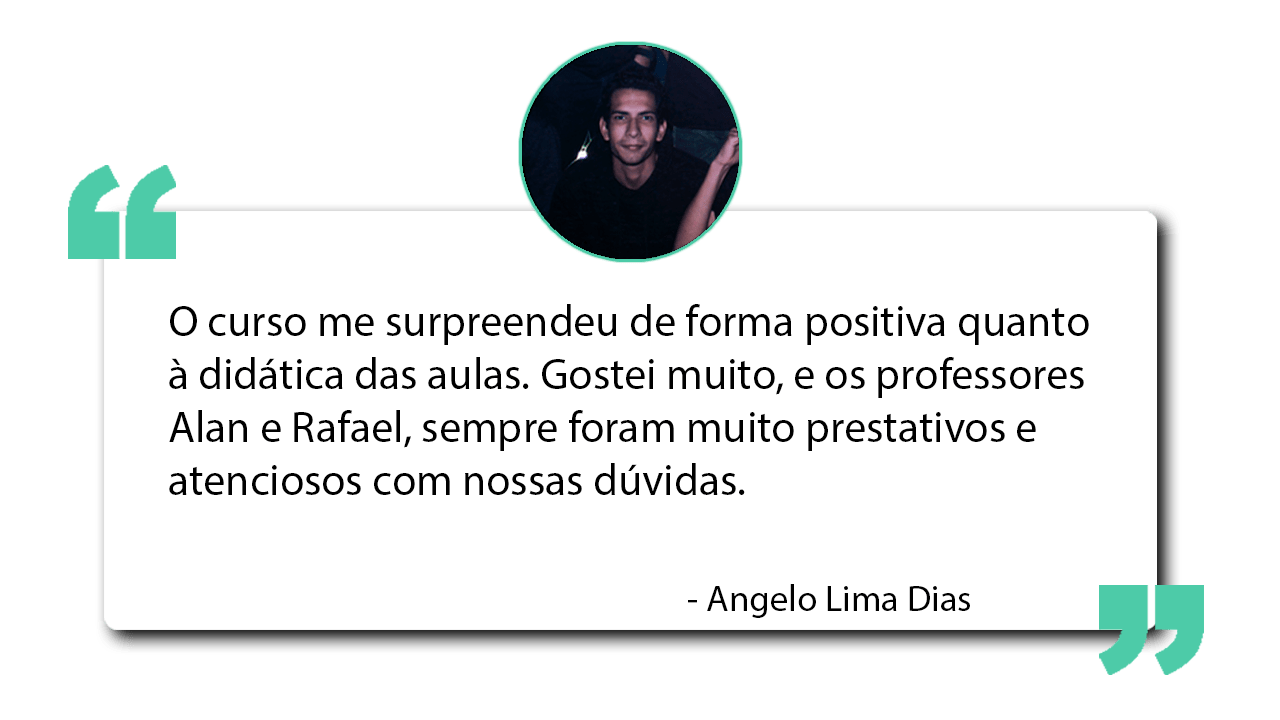 O curso me surpreendeu de forma positiva quanto
à didática das aulas. Gostei muito, e os professores
Alan e Rafael, sempre foram muito prestativos e
atenciosos com nossas dúvidas.
- Angelo Lima Dias